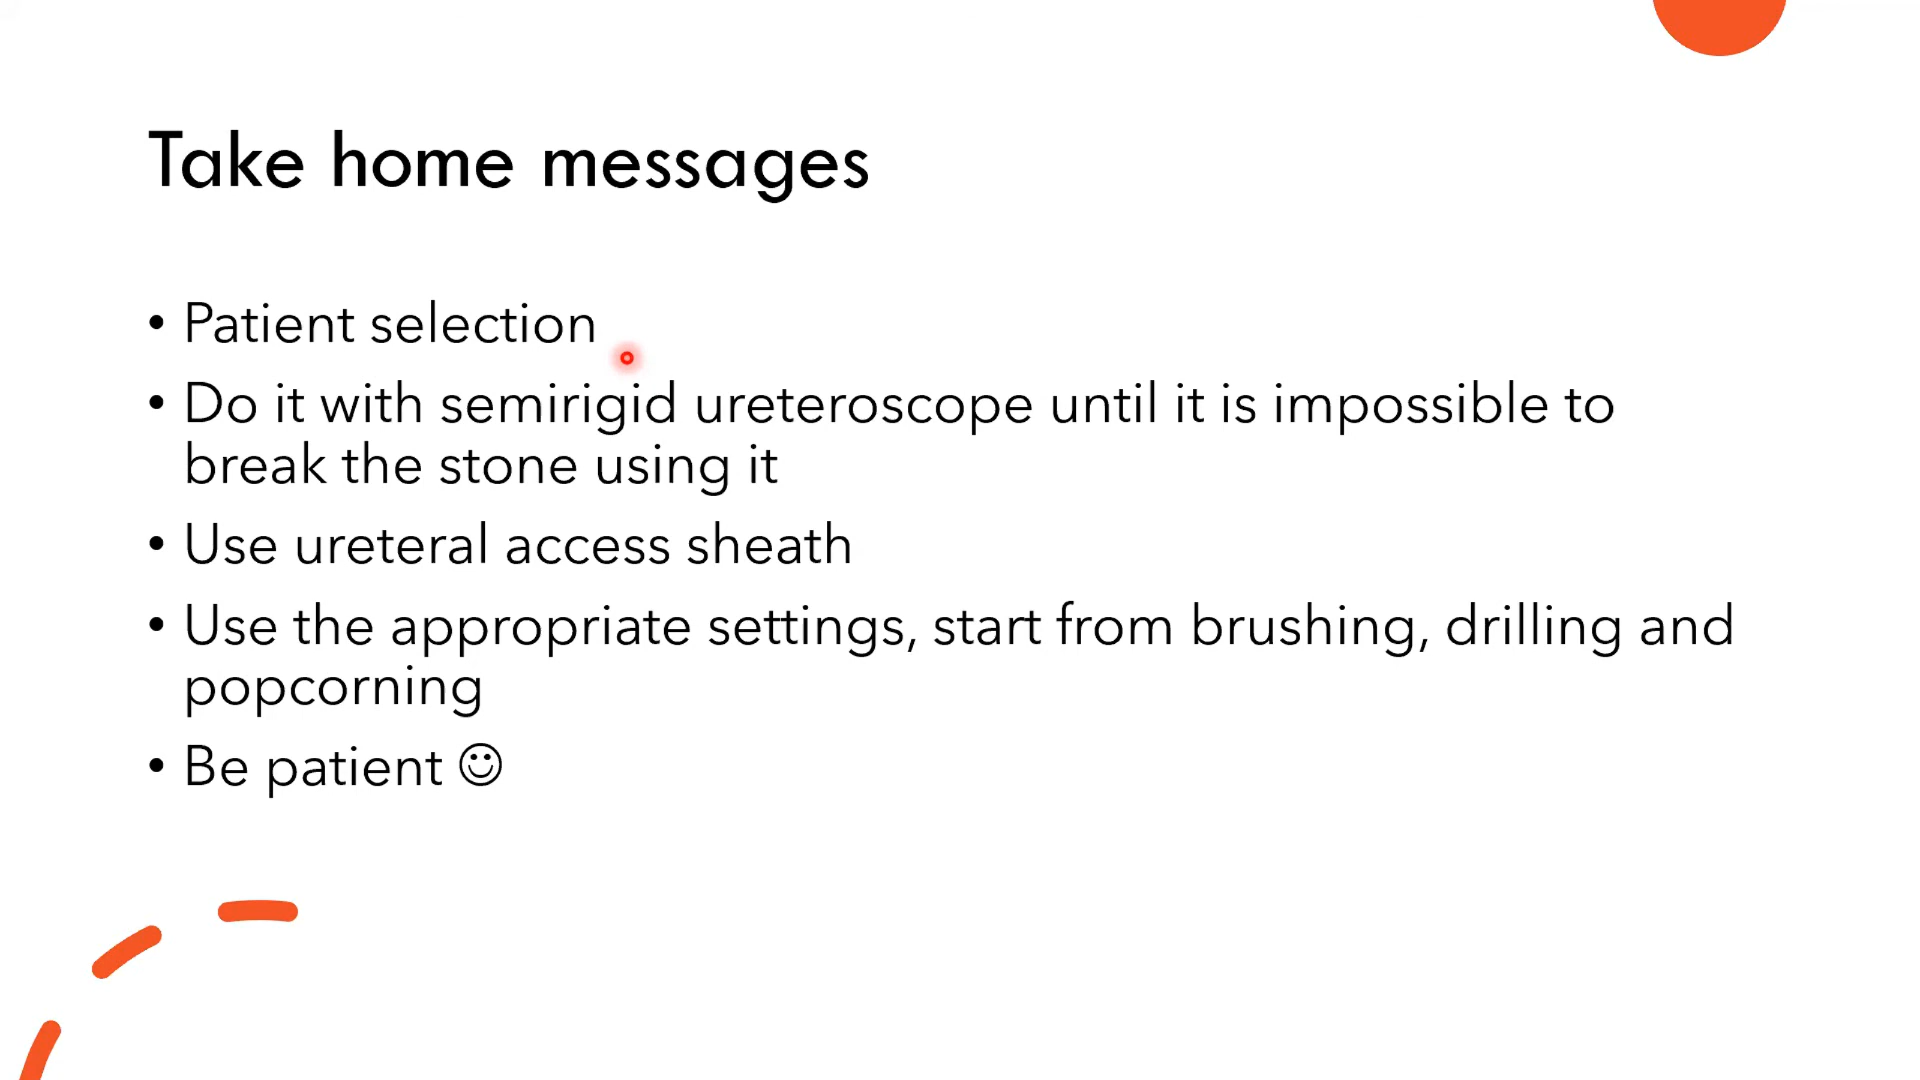 Take home messages
• Patient selection
• Do it with semirigid ureteroscope until it is impossible to
break the stone using it
• Use ureteral access sheath
• Use the appropriate settings, start from brushing, drilling and
popcorning
• Be patient ☺